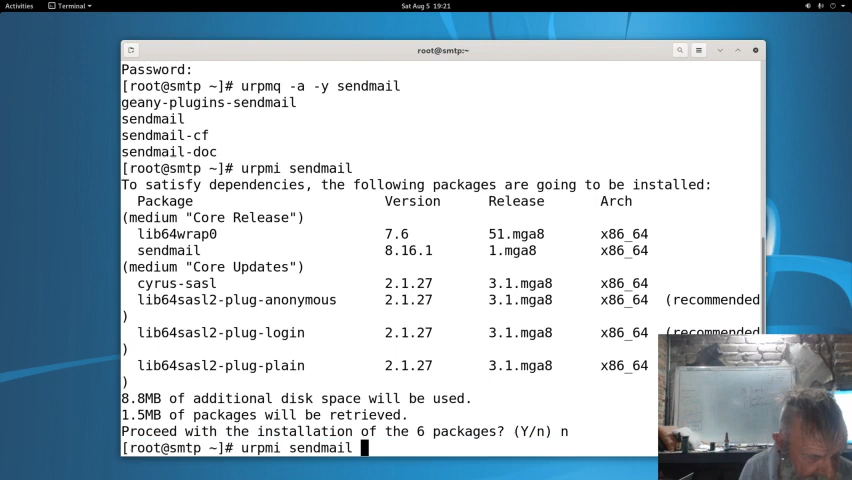 Activities Terminal Sat Aug 5 19:21
root@smtp:~
Password:
[root@smtp ~]# urpmq -a -y sendmail
geany-plugins-sendmail
sendmail
sendmail-cf
sendmail-doc
[root@smtp ~]# urpmi sendmail
To satisfy dependencies, the following packages are going to be installed:
Package Version Release Arch
(medium "Core Release")
lib64wrap0 7.6 51.mga8 x86_64
sendmail 8.16.1 1.mga8 x86_64
(medium "Core Updates")
cyrus-sasl 2.1.27 3.1.mga8 x86_64
lib64sasl2-plug-anonymous 2.1.27 3.1.mga8 x86_64 (recommended
)
lib64sasl2-plug-login 2.1.27 3.1.mga8 x86_64 (recommended
)
lib64sasl2-plug-plain 2.1.27 3.1.mga8 x86_64
)
8.8MB of additional disk space will be used.
1.5MB of packages will be retrieved.
Proceed with the installation of the 6 packages? (Y/n) n
[root@smtp ~]# urpmi sendmail